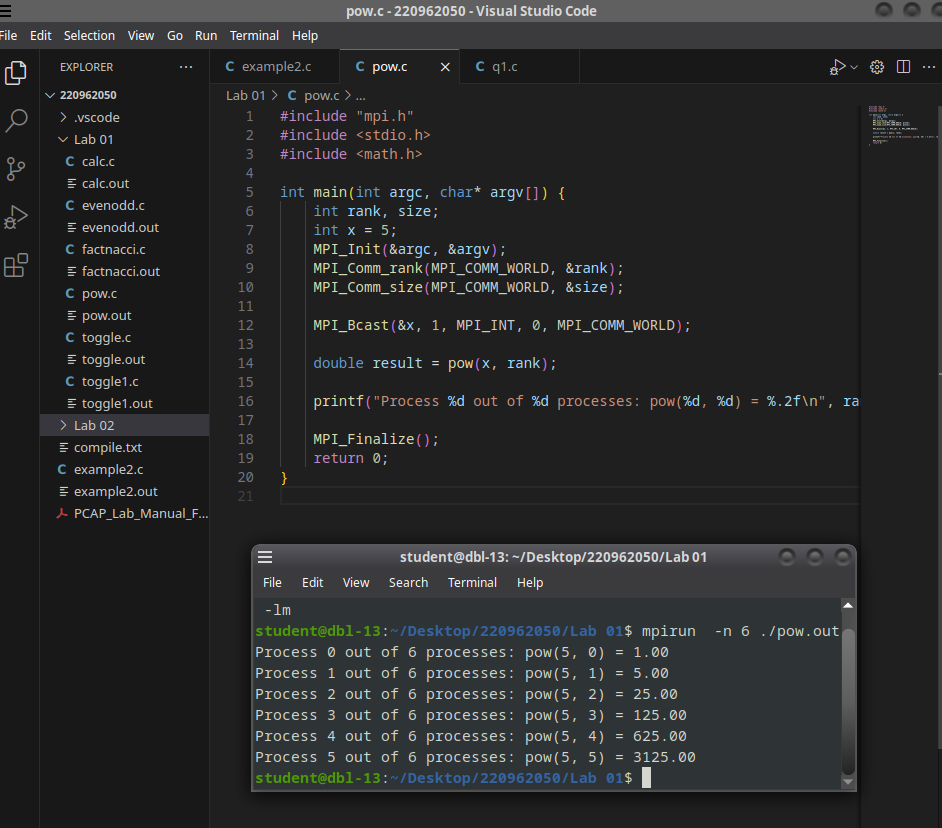 pow.c - 220962050 - Visual Studio Code
File Edit Selection View Go Run Terminal Help
EXPLORER ...
220962050
.vscode
Lab 01
C calc.c
calc.out
C evenodd.c
evenodd.out
C factnacci.c
factnacci.out
C pow.c
pow.out
C toggle.c
toggle.out
C toggle1.c
toggle1.out
Lab 02
compile.txt
C example2.c
example2.out
PCAP_Lab_Manual_F...
C example2.c
C pow.c
C q1.c
Lab 01 > C pow.c > ...
1 #include "mpi.h"
2 #include <stdio.h>
3 #include <math.h>
4
5 int main(int argc, char* argv[]) {
6 int rank, size;
7 int x = 5;
8 MPI_Init(&argc, &argv);
9 MPI_Comm_rank(MPI_COMM_WORLD, &rank);
10 MPI_Comm_size(MPI_COMM_WORLD, &size);
11
12 MPI_Bcast(&x, 1, MPI_INT, 0, MPI_COMM_WORLD);
13
14 double result = pow(x, rank);
15
16 printf("Process %d out of %d processes: pow(%d, %d) = %.2f\n", ra
17
18 MPI_Finalize();
19 return 0;
20 }
21
student@dbl-13: ~/Desktop/220962050/Lab 01
File Edit View Search Terminal Help
-lm
student@dbl-13:~/Desktop/220962050/Lab 01$ mpirun  -n 6 ./pow.out
Process 0 out of 6 processes: pow(5, 0) = 1.00
Process 1 out of 6 processes: pow(5, 1) = 5.00
Process 2 out of 6 processes: pow(5, 2) = 25.00
Process 3 out of 6 processes: pow(5, 3) = 125.00
Process 4 out of 6 processes: pow(5, 4) = 625.00
Process 5 out of 6 processes: pow(5, 5) = 3125.00
student@dbl-13:~/Desktop/220962050/Lab 01$